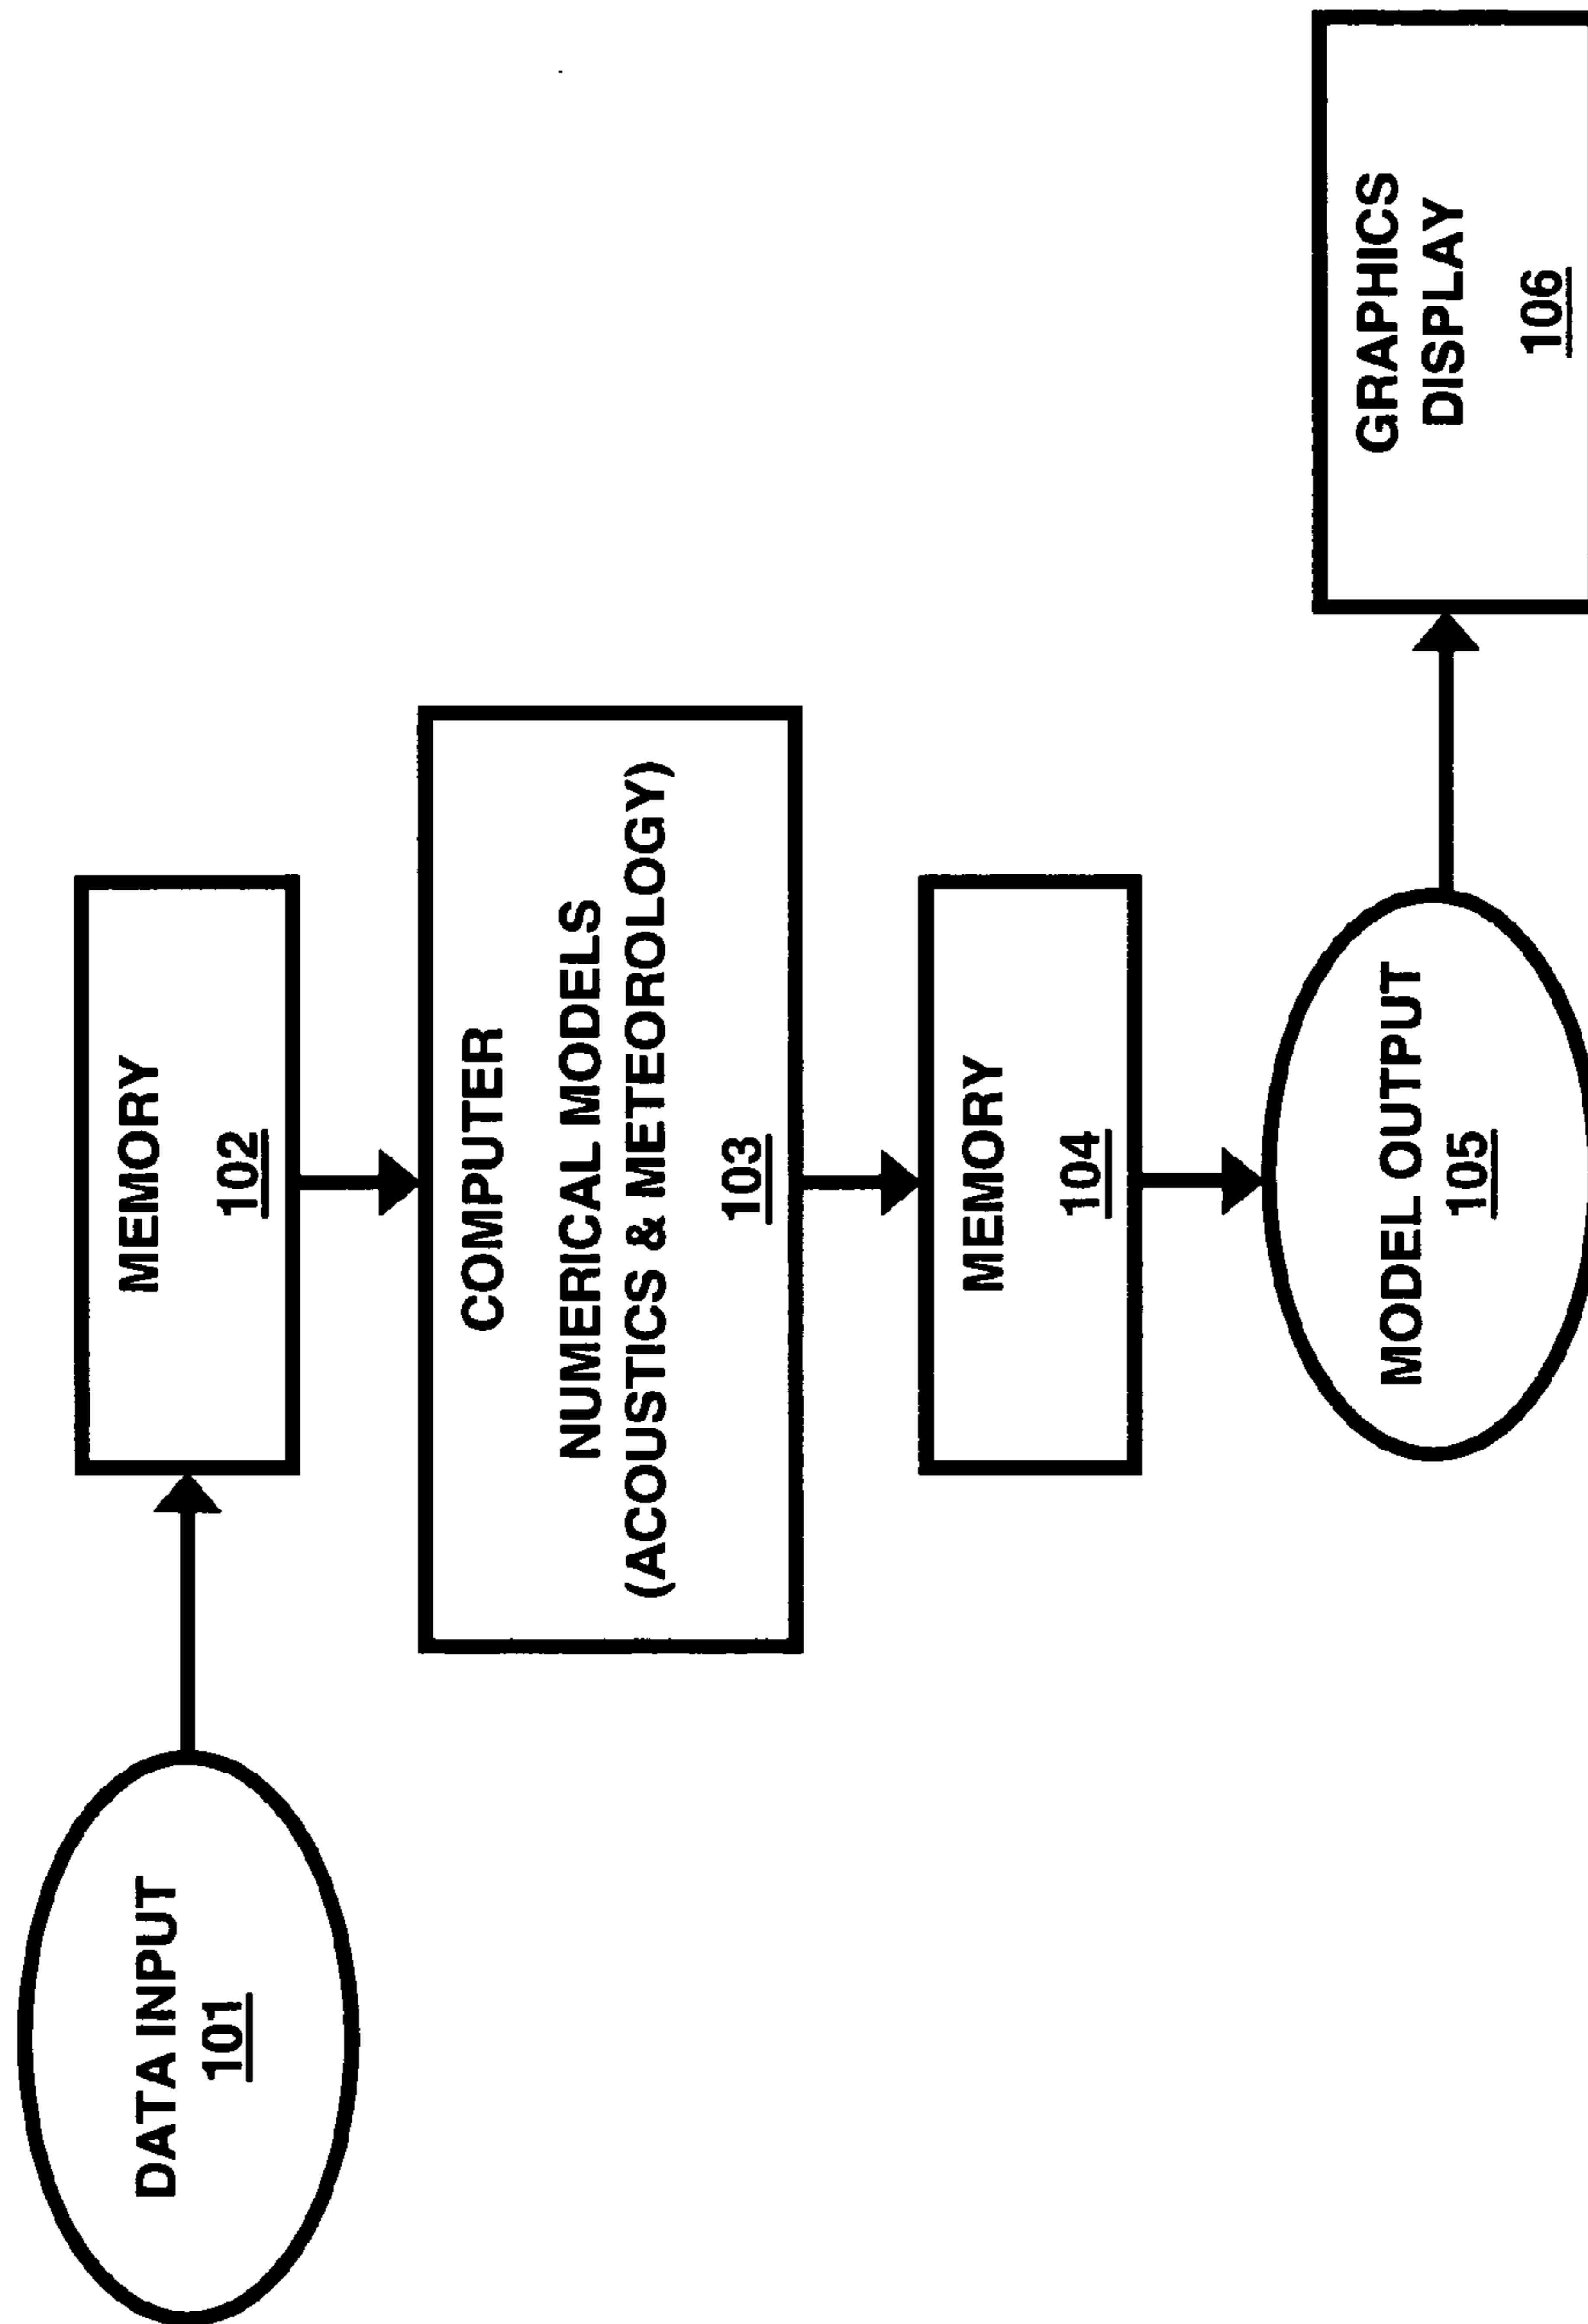 DATA INPUT
101
MEMORY
102
COMPUTER
NUMERICAL MODELS
(ACOUSTICS & METEOROLOGY)
103
MEMORY
104
MODEL OUTPUT
105
GRAPHICS
DISPLAY
106